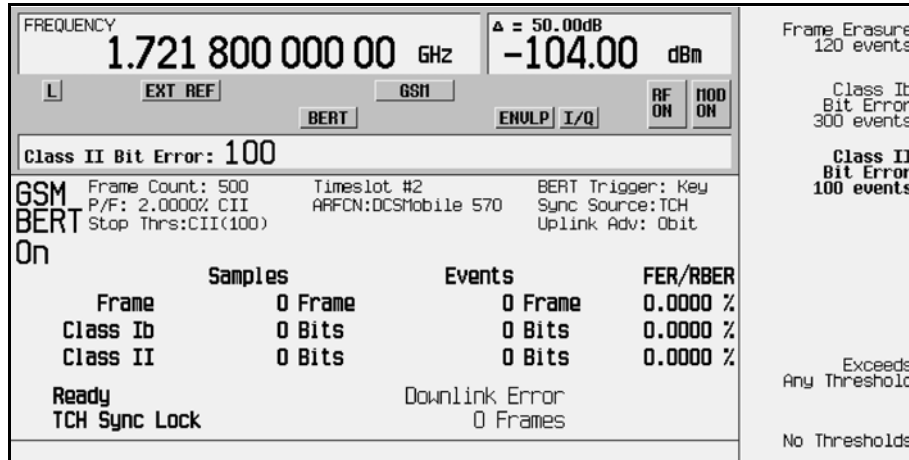 FREQUENCY
1.721 800 000 00 GHz
Δ = 50.00dB
-104.00 dBm
L EXT REF GSM RF ON MOD ON
BERT ENVLP I/Q
Class II Bit Error: 100
GSM BERT On
Frame Count: 500 Timeslot #2 BERT Trigger: Key
P/F: 2.0000% CII ARFCN:DCSMobile 570 Sync Source:TCH
Stop Thrs:CII(100) Uplink Adv: 0bit
Samples Events FER/RBER
Frame 0 Frame 0 Frame 0.0000 %
Class Ib 0 Bits 0 Bits 0.0000 %
Class II 0 Bits 0 Bits 0.0000 %
Ready Downlink Error
TCH Sync Lock 0 Frames
Frame Erasure
120 events
Class Ib
Bit Error
300 events
Class II
Bit Error
100 events
Exceeds
Any Threshold
No Thresholds